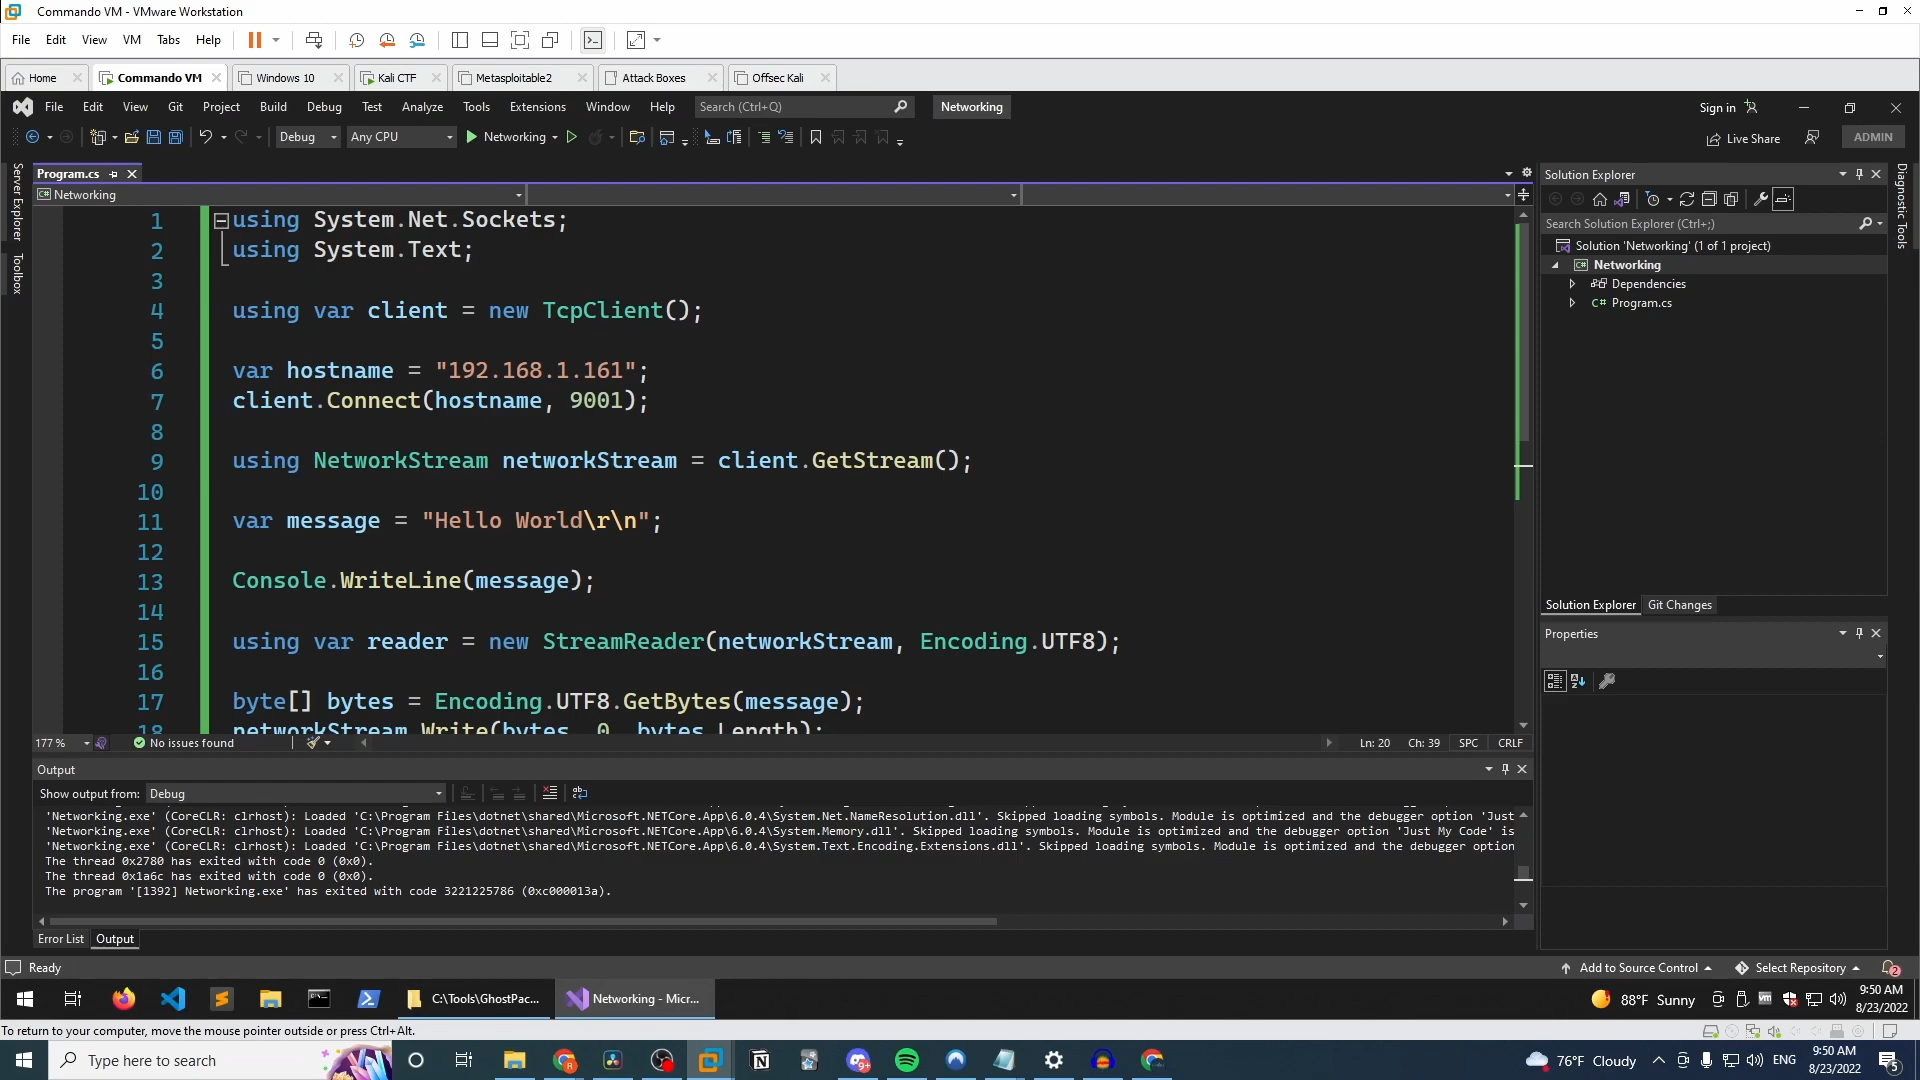 Commando VM - VMware Workstation
File Edit View VM Tabs Help
Home Commando VM Windows 10 Kali CTF Metasploitable2 Attack Boxes Offsec Kali
File Edit View Git Project Build Debug Test Analyze Tools Extensions Window Help Search (Ctrl+Q) Networking Sign in
Debug Any CPU Networking Live Share ADMIN
Server Explorer
Toolbox
Diagnostic Tools
Program.cs
Networking
1 using System.Net.Sockets;
2 using System.Text;
3
4 using var client = new TcpClient();
5
6 var hostname = "192.168.1.161";
7 client.Connect(hostname, 9001);
8
9 using NetworkStream networkStream = client.GetStream();
10
11 var message = "Hello World\r\n";
12
13 Console.WriteLine(message);
14
15 using var reader = new StreamReader(networkStream, Encoding.UTF8);
16
17 byte[] bytes = Encoding.UTF8.GetBytes(message);
18 networkStream.Write(bytes, 0, bytes.Length);
177 % No issues found Ln: 20 Ch: 39 SPC CRLF
Solution Explorer
Search Solution Explorer (Ctrl+;)
Solution 'Networking' (1 of 1 project)
Networking
Dependencies
C# Program.cs
Solution Explorer Git Changes
Properties
Output
Show output from: Debug
'Networking.exe' (CoreCLR: clrhost): Loaded 'C:\Program Files\dotnet\shared\Microsoft.NETCore.App\6.0.4\System.Net.NameResolution.dll'. Skipped loading symbols. Module is optimized and the debugger option 'Just
'Networking.exe' (CoreCLR: clrhost): Loaded 'C:\Program Files\dotnet\shared\Microsoft.NETCore.App\6.0.4\System.Memory.dll'. Skipped loading symbols. Module is optimized and the debugger option 'Just My Code' is
'Networking.exe' (CoreCLR: clrhost): Loaded 'C:\Program Files\dotnet\shared\Microsoft.NETCore.App\6.0.4\System.Text.Encoding.Extensions.dll'. Skipped loading symbols. Module is optimized and the debugger option
The thread 0x2780 has exited with code 0 (0x0).
The thread 0x1a6c has exited with code 0 (0x0).
The program '[1392] Networking.exe' has exited with code 3221225786 (0xc000013a).
Error List Output
Ready Add to Source Control Select Repository 2
C:\Tools\GhostPac... Networking - Micr... 88°F Sunny 9:50 AM
8/23/2022
To return to your computer, move the mouse pointer outside or press Ctrl+Alt.
Type here to search 76°F Cloudy ENG 9:50 AM
8/23/2022 5